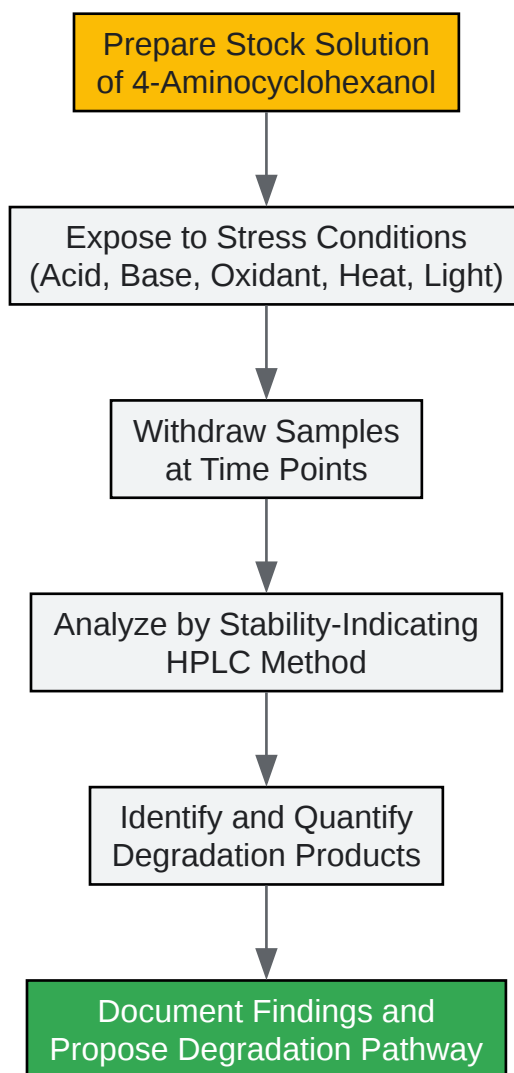 Prepare Stock Solution
of 4-Aminocyclohexanol
Expose to Stress Conditions
(Acid, Base, Oxidant, Heat, Light)
Withdraw Samples
at Time Points
Analyze by Stability-Indicating
HPLC Method
Identify and Quantify
Degradation Products
Document Findings and
Propose Degradation Pathway